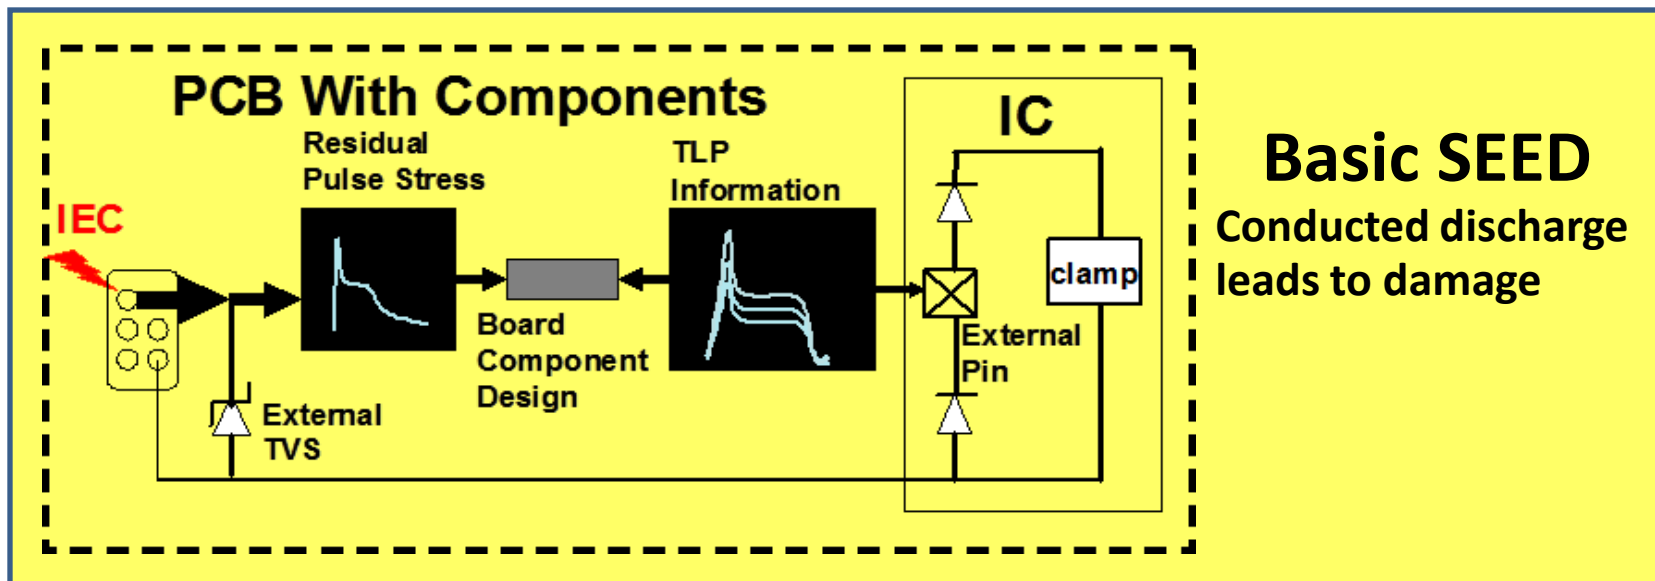 PCB With Components
Residual
Pulse Stress
TLP
Information
IC
IEC
clamp
Board
Component
Design
External
Pin
External
TVS
Basic SEED
Conducted discharge
leads to damage